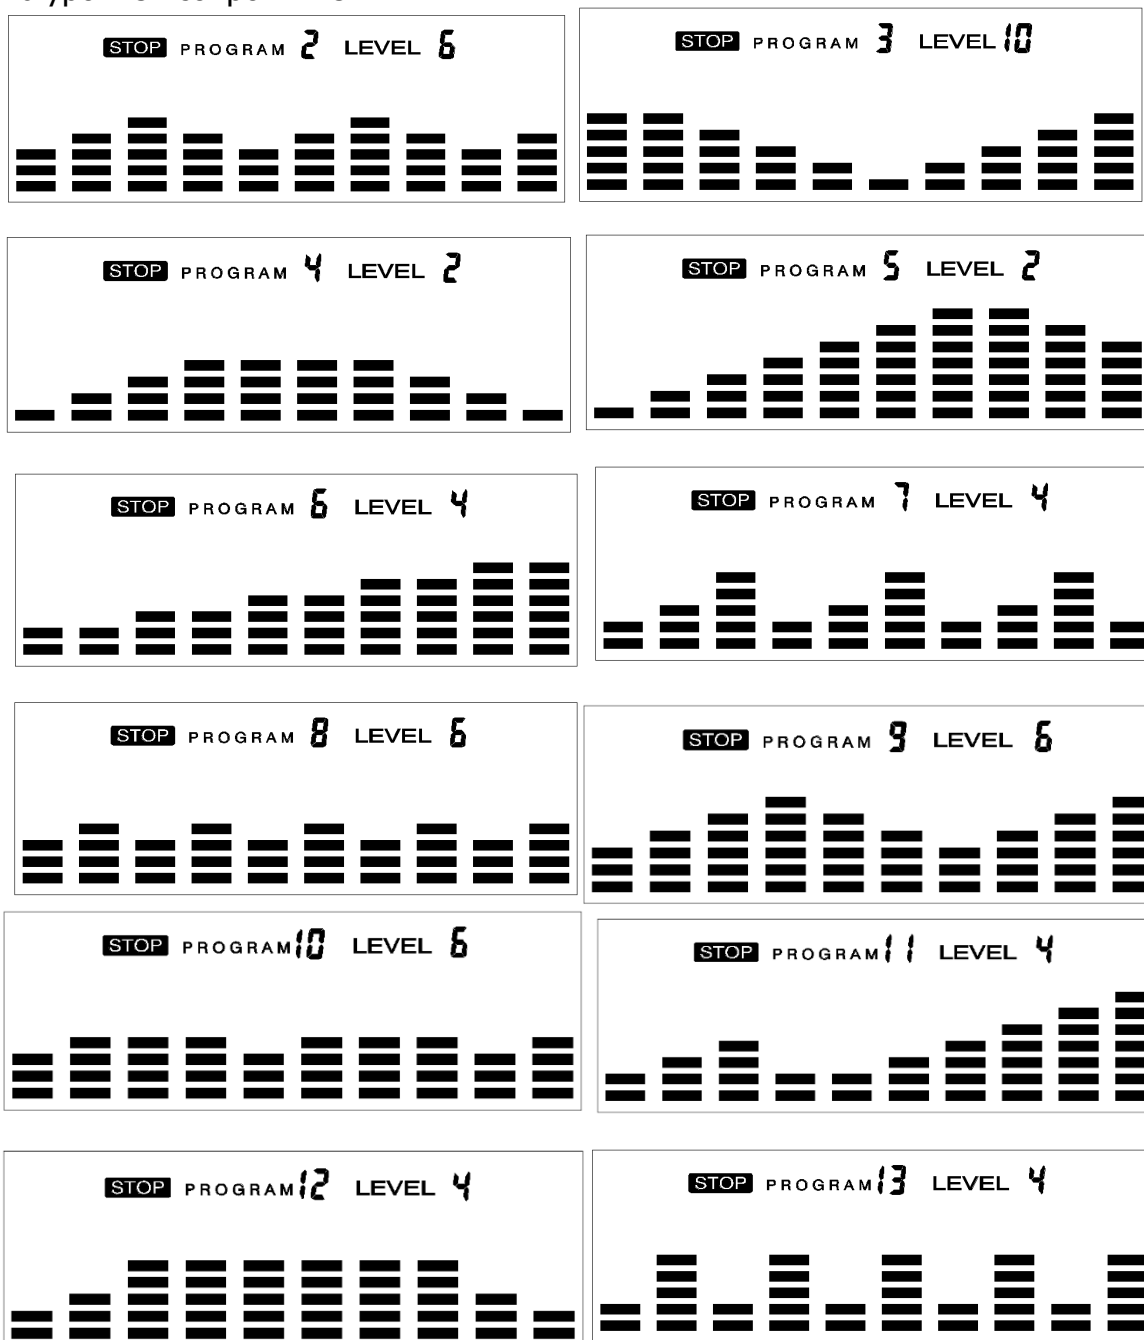 STOP PROGRAM 2 LEVEL 6
STOP PROGRAM 3 LEVEL 10
STOP PROGRAM 4 LEVEL 2
STOP PROGRAM 5 LEVEL 2
STOP PROGRAM 6 LEVEL 4
STOP PROGRAM 7 LEVEL 4
STOP PROGRAM 8 LEVEL 6
STOP PROGRAM 9 LEVEL 6
STOP PROGRAM 10 LEVEL 6
STOP PROGRAM 11 LEVEL 4
STOP PROGRAM 12 LEVEL 4
STOP PROGRAM 13 LEVEL 4